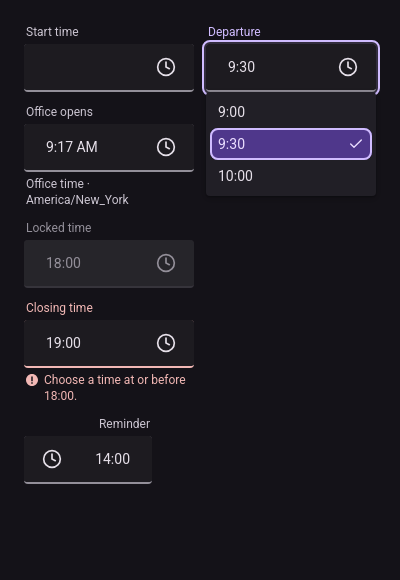 Start time
Departure
9:30
9:00
9:30
10:00
Office opens
9:17 AM
Office time ·
America/New_York
Locked time
18:00
Closing time
19:00
Choose a time at or before
18:00.
Reminder
14:00